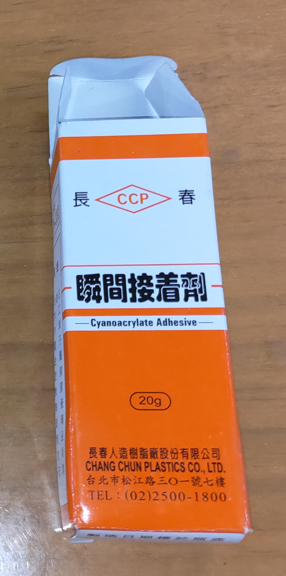 長 CCP 春
瞬間接着劑
Cyanoacrylate Adhesive
20g
長春人造樹脂廠股份有限公司
CHANG CHUN PLASTICS CO., LTD.
台北市松江路三〇一號七樓
TEL：(02)2500-1800